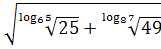 √(^(log₆ 5)√25 + ^(log₈ 7)√49)